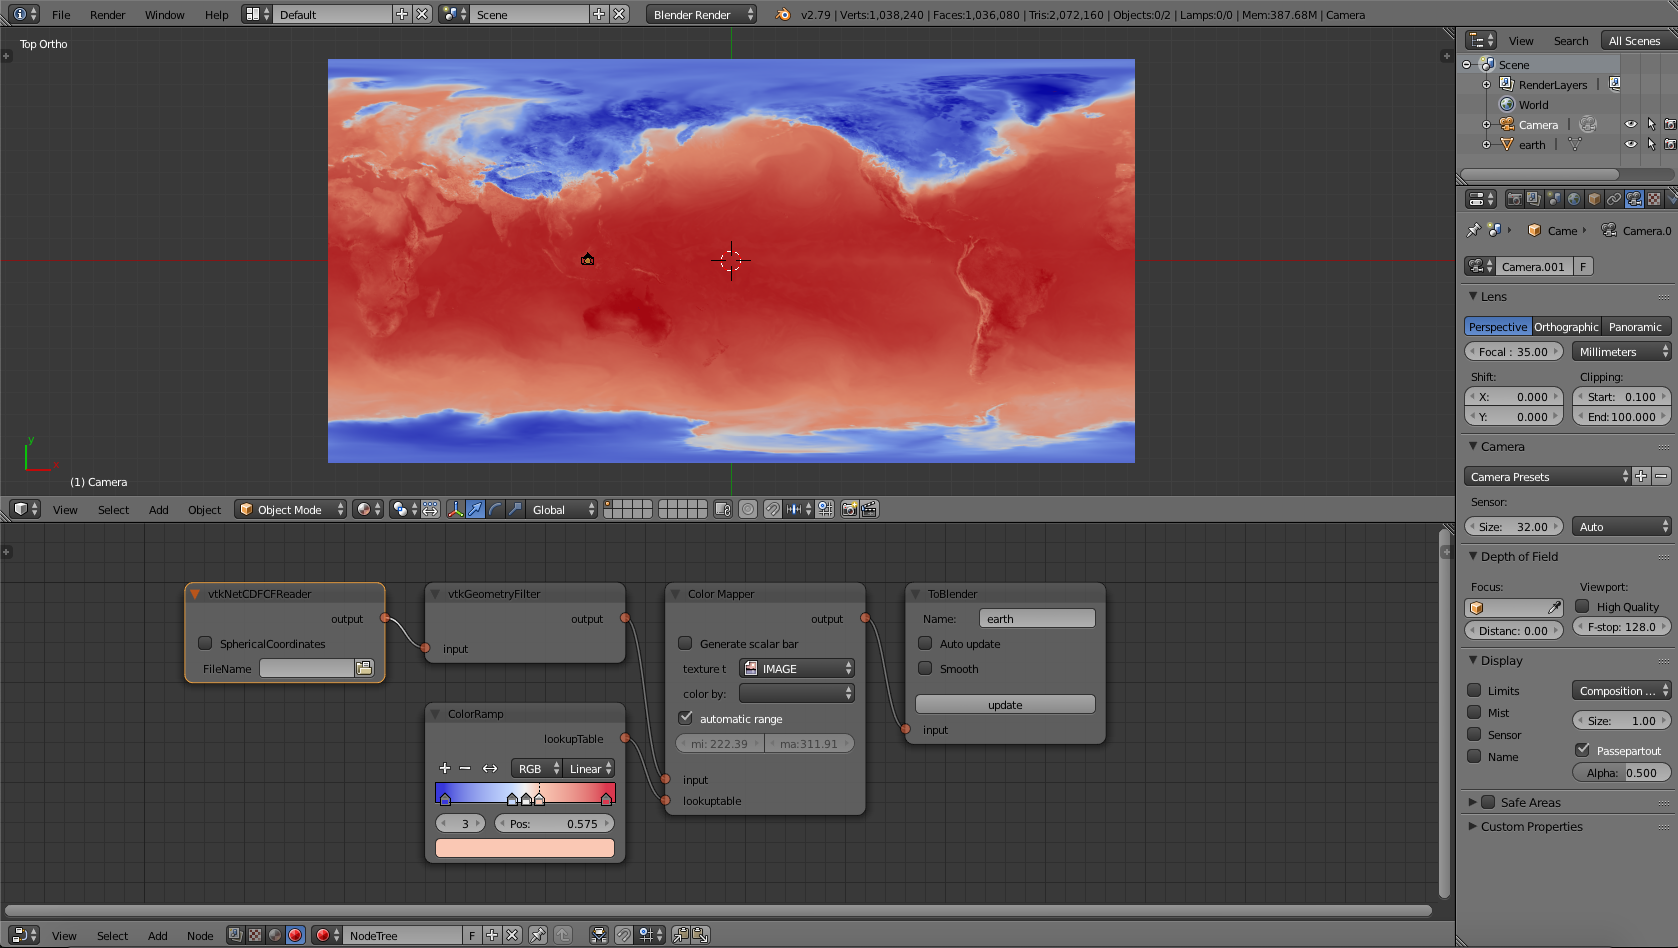 File Render Window Help Default Scene Blender Render v2.79 | Verts:1,038,240 | Faces:1,036,080 | Tris:2,072,160 | Objects:0/2 | Lamps:0/0 | Mem:387.68M | Camera
Top Ortho
y
x
(1) Camera
View Select Add Object Object Mode Global
vtkNetCDFCFReader
output
SphericalCoordinates
FileName
vtkGeometryFilter
output
input
ColorRamp
lookupTable
RGB Linear
3 Pos: 0.575
Color Mapper
output
Generate scalar bar
texture t IMAGE
color by:
automatic range
mi: 222.39 ma:311.91
input
lookuptable
ToBlender
Name: earth
Auto update
Smooth
update
input
View Select Add Node NodeTree F
View Search All Scenes
Scene
RenderLayers
World
Camera
earth
Came Camera.0
Camera.001 F
Lens
Perspective Orthographic Panoramic
Focal : 35.00 Millimeters
Shift: Clipping:
X: 0.000 Start: 0.100
Y: 0.000 End: 100.000
Camera
Camera Presets
Sensor:
Size: 32.00 Auto
Depth of Field
Focus: Viewport:
High Quality
Distanc: 0.00 F-stop: 128.0
Display
Limits Composition ...
Mist Size: 1.00
Sensor
Name Passepartout
Alpha: 0.500
Safe Areas
Custom Properties